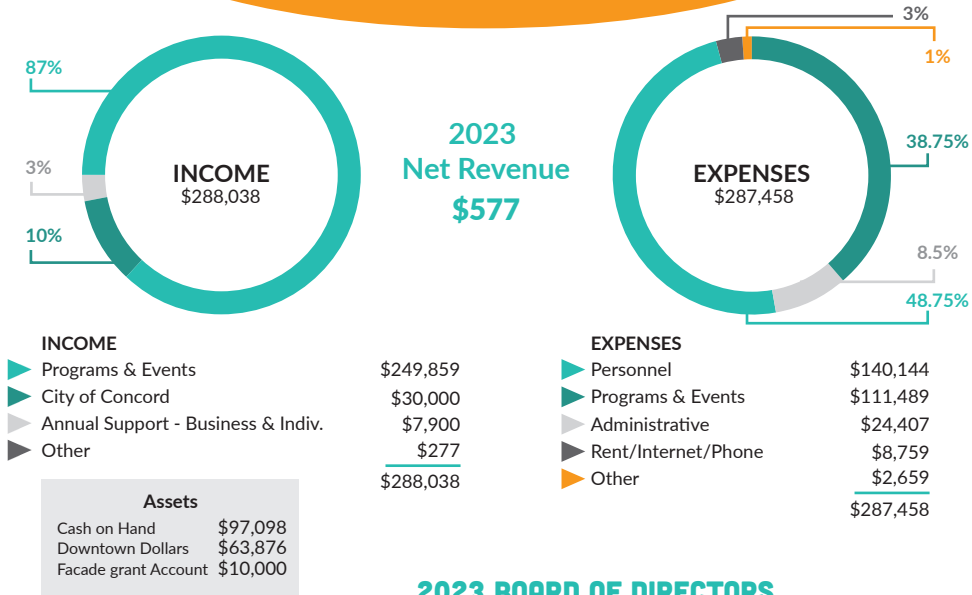 87%
3%
10%
INCOME
$288,038
2023
Net Revenue
$577
3%
1%
38.75%
8.5%
48.75%
EXPENSES
$287,458
INCOME
Programs & Events $249,859
City of Concord $30,000
Annual Support - Business & Indiv. $7,900
Other $277
$288,038
Assets
Cash on Hand $97,098
Downtown Dollars $63,876
Facade grant Account $10,000
EXPENSES
Personnel $140,144
Programs & Events $111,489
Administrative $24,407
Rent/Internet/Phone $8,759
Other $2,659
$287,458
2023 BOARD OF DIRECTORS